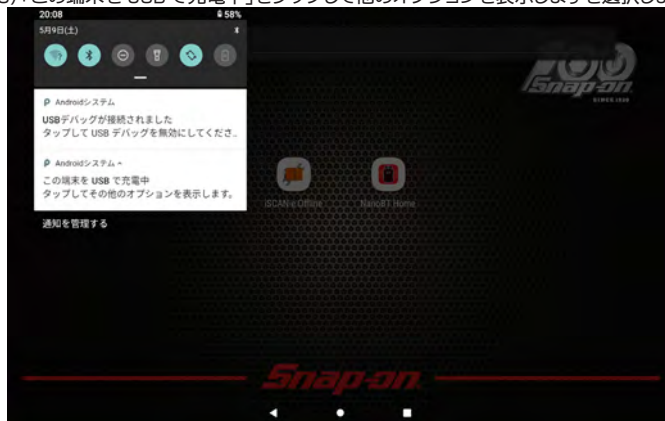 この端末を USB で充電中」をタップして他のオプションを表示しますを選択しま
20:08 58%
5月9日(土)
Androidシステム
USBデバッグが接続されました
タップして USB デバッグを無効にしてくださ..
Androidシステム
この端末を USB で充電中
タップしてその他のオプションを表示します。
通知を管理する
100
Snap-on
SINCE 1920
iSCAN-e Offline
NanoBT Home
Snap-on